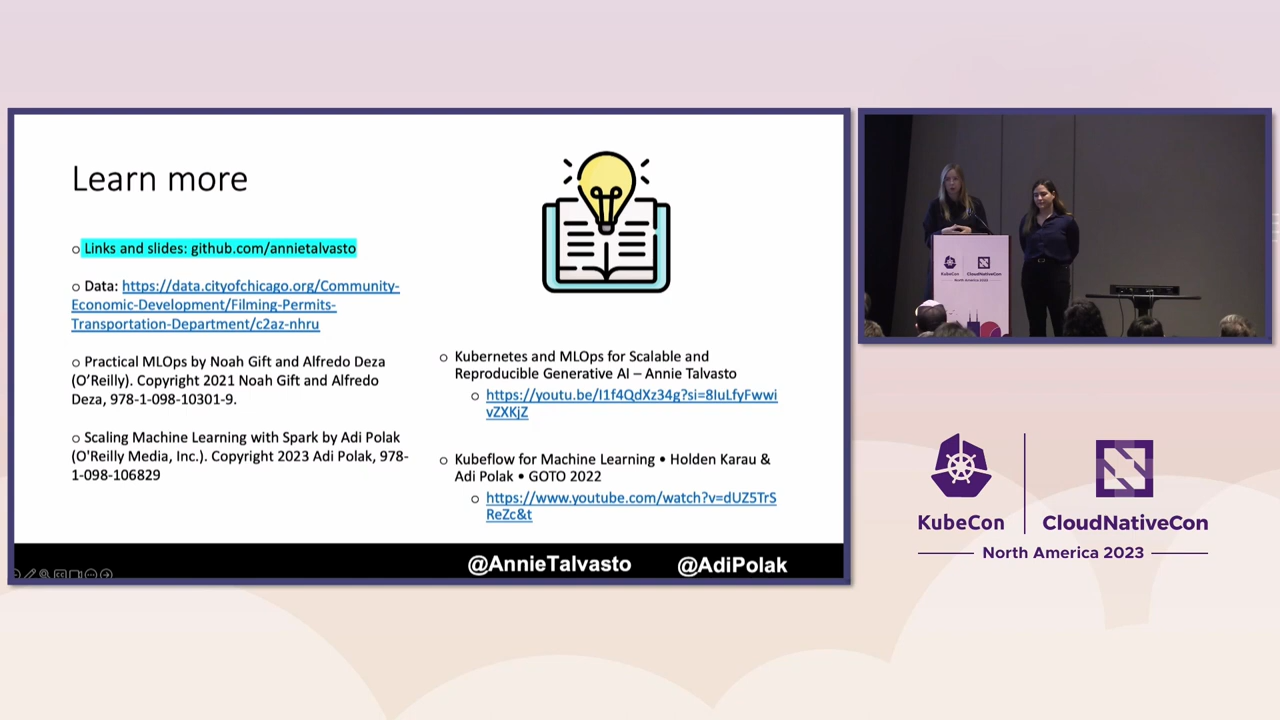 Learn more
○ Links and slides: github.com/annietalvasto
○ Data: https://data.cityofchicago.org/Community-
Economic-Development/Filming-Permits-
Transportation-Department/c2az-nhru
○ Practical MLOps by Noah Gift and Alfredo Deza
(O’Reilly). Copyright 2021 Noah Gift and Alfredo
Deza, 978-1-098-10301-9.
○ Scaling Machine Learning with Spark by Adi Polak
(O'Reilly Media, Inc.). Copyright 2023 Adi Polak, 978-
1-098-106829
○ Kubernetes and MLOps for Scalable and
Reproducible Generative AI – Annie Talvasto
○ https://youtu.be/I1f4QdXz34g?si=8IuLfyFwwi
vZXKjZ
○ Kubeflow for Machine Learning • Holden Karau &
Adi Polak • GOTO 2022
○ https://www.youtube.com/watch?v=dUZ5TrS
ReZc&t
@AnnieTalvasto @AdiPolak
KubeCon CloudNativeCon
North America 2023
KubeCon CloudNativeCon
North America 2023